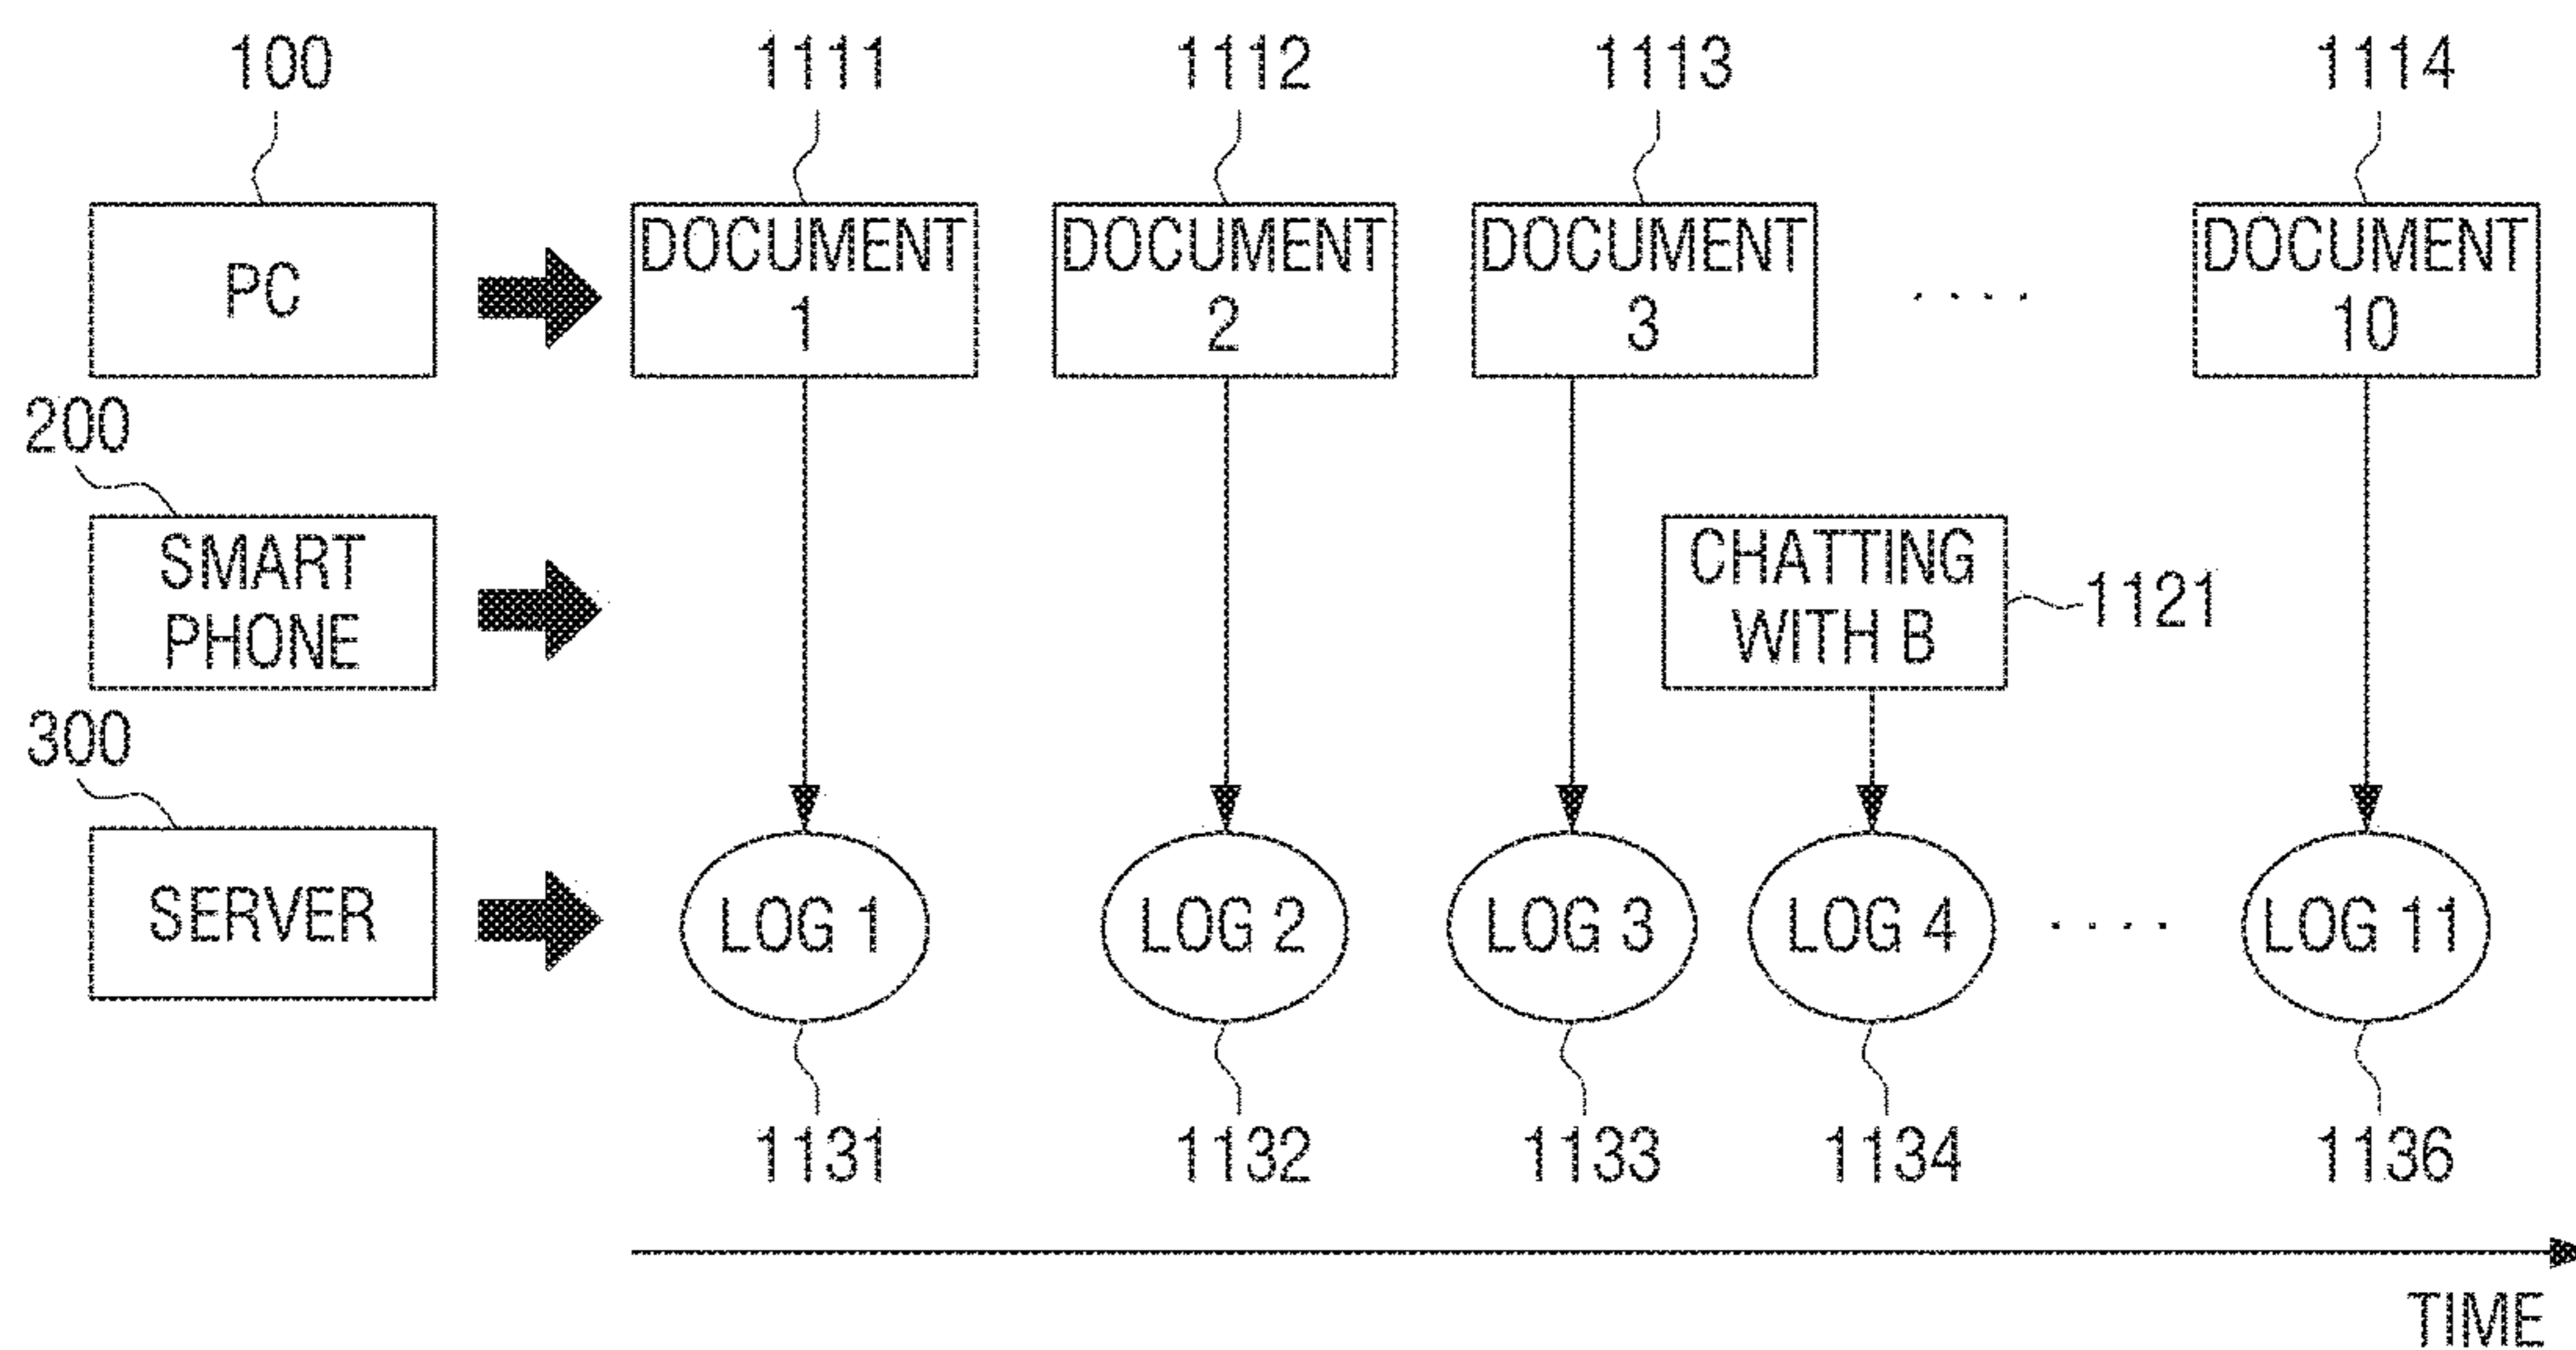 100
1111
1112
1113
1114
PC
DOCUMENT
1
DOCUMENT
2
DOCUMENT
3
DOCUMENT
10
200
SMART
PHONE
CHATTING
WITH B
1121
300
SERVER
LOG 1
LOG 2
LOG 3
LOG 4
LOG 11
1131
1132
1133
1134
1136
TIME